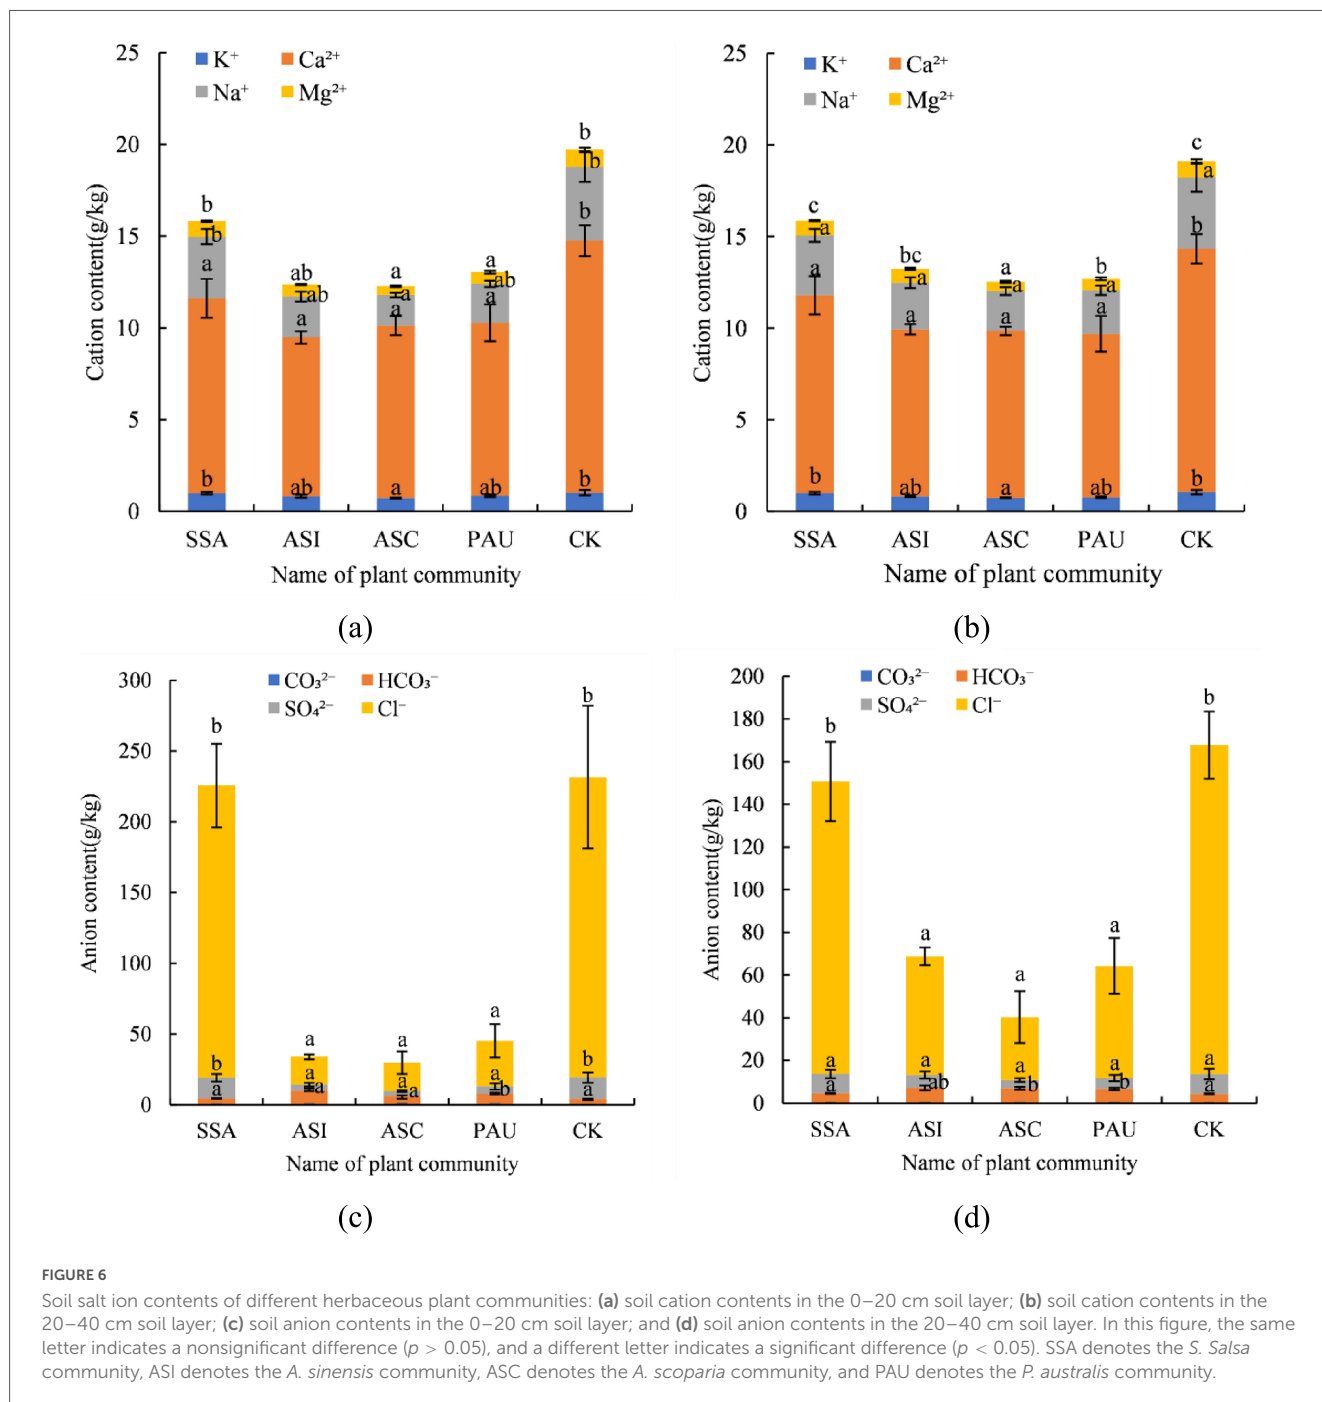 K⁺ Ca²⁺
Na⁺ Mg²⁺
25
20
15
10
5
0
Cation content(g/kg)
b b a b
ab ab a ab
a a a a
a ab a ab
b b b b
SSA ASI ASC PAU CK
Name of plant community
(a)
K⁺ Ca²⁺
Na⁺ Mg²⁺
25
20
15
10
5
0
Cation content(g/kg)
c a a b
bc a a ab
a a a a
b a a ab
c a b b
SSA ASI ASC PAU CK
Name of plant community
(b)
CO₃²⁻ HCO₃⁻
SO₄²⁻ Cl⁻
300
250
200
150
100
50
0
Anion content(g/kg)
b b a
a a a
a a a
a a b
b b a
SSA ASI ASC PAU CK
Name of plant community
(c)
CO₃²⁻ HCO₃⁻
SO₄²⁻ Cl⁻
200
180
160
140
120
100
80
60
40
20
0
Anion content(g/kg)
b a a
a a ab
a a b
a a b
b a a
SSA ASI ASC PAU CK
Name of plant community
(d)
FIGURE 6
Soil salt ion contents of different herbaceous plant communities: (a) soil cation contents in the 0–20 cm soil layer; (b) soil cation contents in the
20–40 cm soil layer; (c) soil anion contents in the 0–20 cm soil layer; and (d) soil anion contents in the 20–40 cm soil layer. In this figure, the same
letter indicates a nonsignificant difference (p > 0.05), and a different letter indicates a significant difference (p < 0.05). SSA denotes the S. Salsa
community, ASI denotes the A. sinensis community, ASC denotes the A. scoparia community, and PAU denotes the P. australis community.